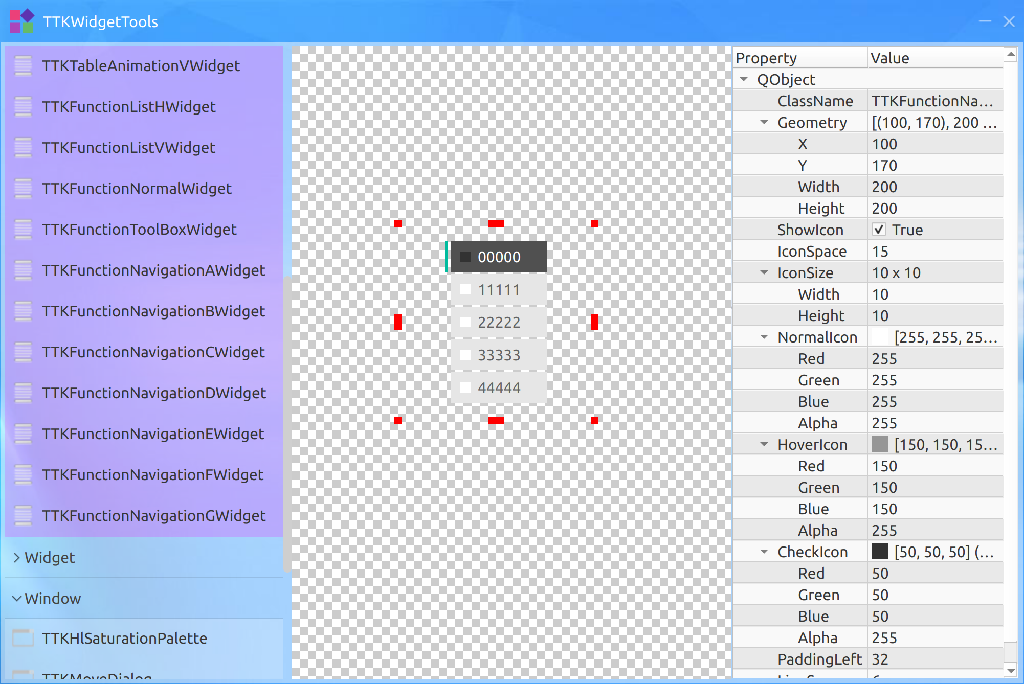 TTKWidgetTools
TTKTableAnimationVWidget
TTKFunctionListHWidget
TTKFunctionListVWidget
TTKFunctionNormalWidget
TTKFunctionToolBoxWidget
TTKFunctionNavigationAWidget
TTKFunctionNavigationBWidget
TTKFunctionNavigationCWidget
TTKFunctionNavigationDWidget
TTKFunctionNavigationEWidget
TTKFunctionNavigationFWidget
TTKFunctionNavigationGWidget
Widget
Window
TTKHlSaturationPalette
TTKMoveDialog
00000
11111
22222
33333
44444
Property Value
QObject
ClassName TTKFunctionNa...
Geometry [(100, 170), 200 ...
X 100
Y 170
Width 200
Height 200
ShowIcon True
IconSpace 15
IconSize 10 x 10
Width 10
Height 10
NormalIcon [255, 255, 25...
Red 255
Green 255
Blue 255
Alpha 255
HoverIcon [150, 150, 15...
Red 150
Green 150
Blue 150
Alpha 255
CheckIcon [50, 50, 50] (...
Red 50
Green 50
Blue 50
Alpha 255
PaddingLeft 32